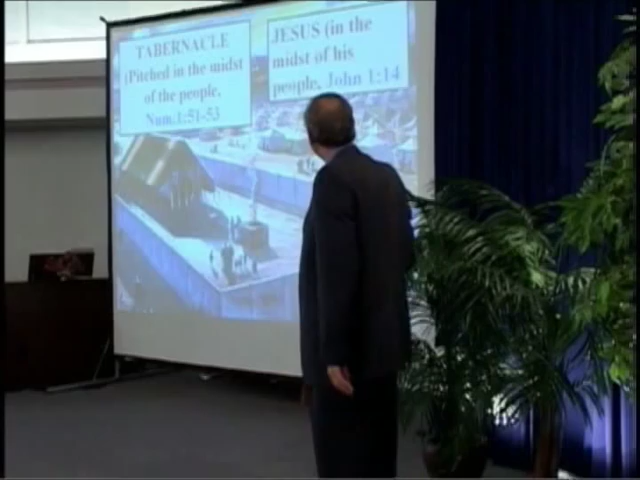 TABERNACLE
(Pitched in the midst
of the people,
Num.1:51-53
JESUS (in the
midst of his
people, John 1:14